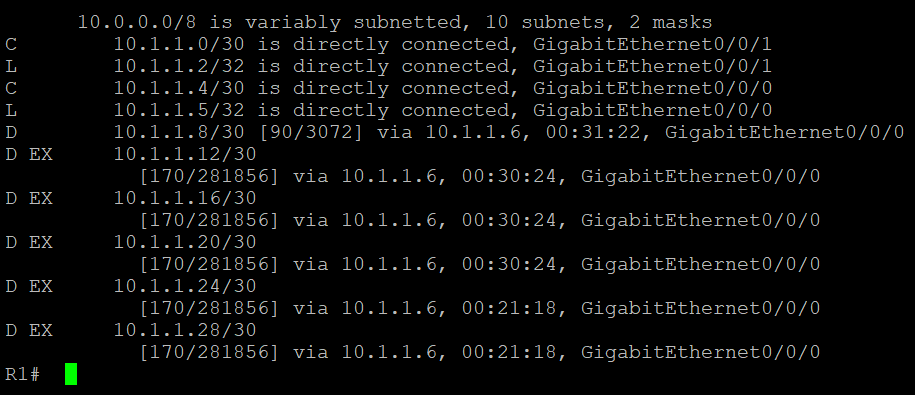 10.0.0.0/8 is variably subnetted, 10 subnets, 2 masks
C 10.1.1.0/30 is directly connected, GigabitEthernet0/0/1
L 10.1.1.2/32 is directly connected, GigabitEthernet0/0/1
C 10.1.1.4/30 is directly connected, GigabitEthernet0/0/0
L 10.1.1.5/32 is directly connected, GigabitEthernet0/0/0
D 10.1.1.8/30 [90/3072] via 10.1.1.6, 00:31:22, GigabitEthernet0/0/0
D EX 10.1.1.12/30
[170/281856] via 10.1.1.6, 00:30:24, GigabitEthernet0/0/0
D EX 10.1.1.16/30
[170/281856] via 10.1.1.6, 00:30:24, GigabitEthernet0/0/0
D EX 10.1.1.20/30
[170/281856] via 10.1.1.6, 00:30:24, GigabitEthernet0/0/0
D EX 10.1.1.24/30
[170/281856] via 10.1.1.6, 00:21:18, GigabitEthernet0/0/0
D EX 10.1.1.28/30
[170/281856] via 10.1.1.6, 00:21:18, GigabitEthernet0/0/0
R1#